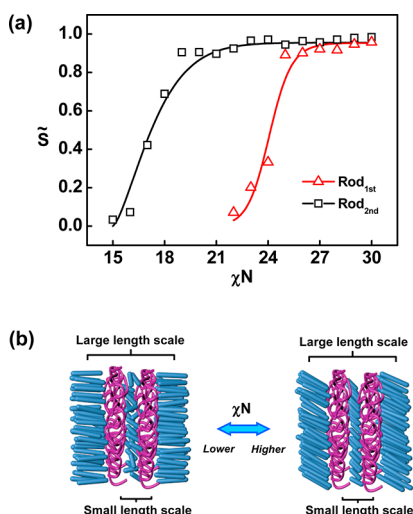 (a)
1.0
0.8
0.6
0.4
0.2
0.0
S̃
Rod1st
Rod2nd
15 18 21 24 27 30
χN
(b)
Large length scale Large length scale
χN
Lower Higher
Small length scale Small length scale